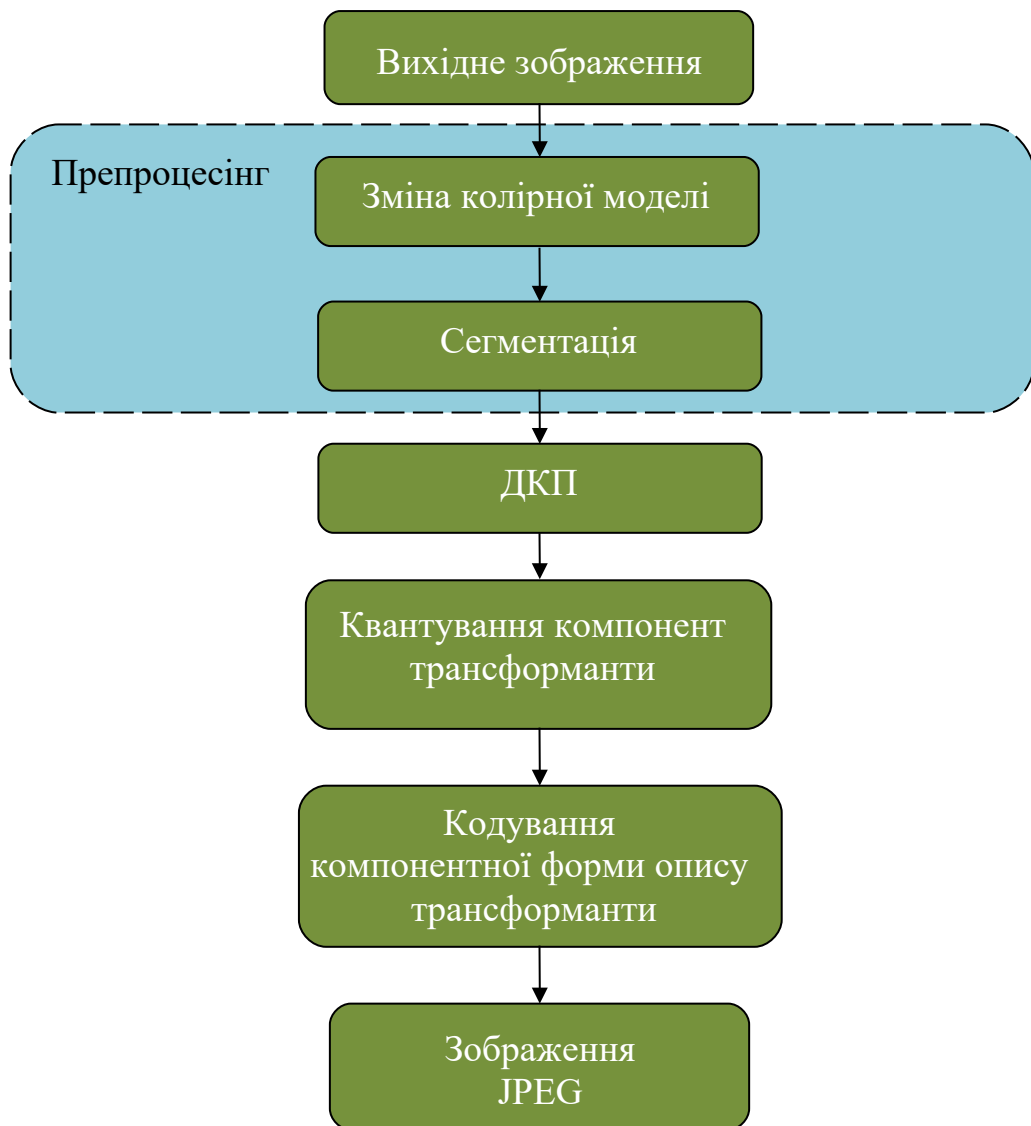 Вихідне зображення
Препроцесінг
Зміна колірної моделі
Сегментація
ДКП
Квантування компонент
трансформанти
Кодування
компонентної форми опису
трансформанти
Зображення
JPEG